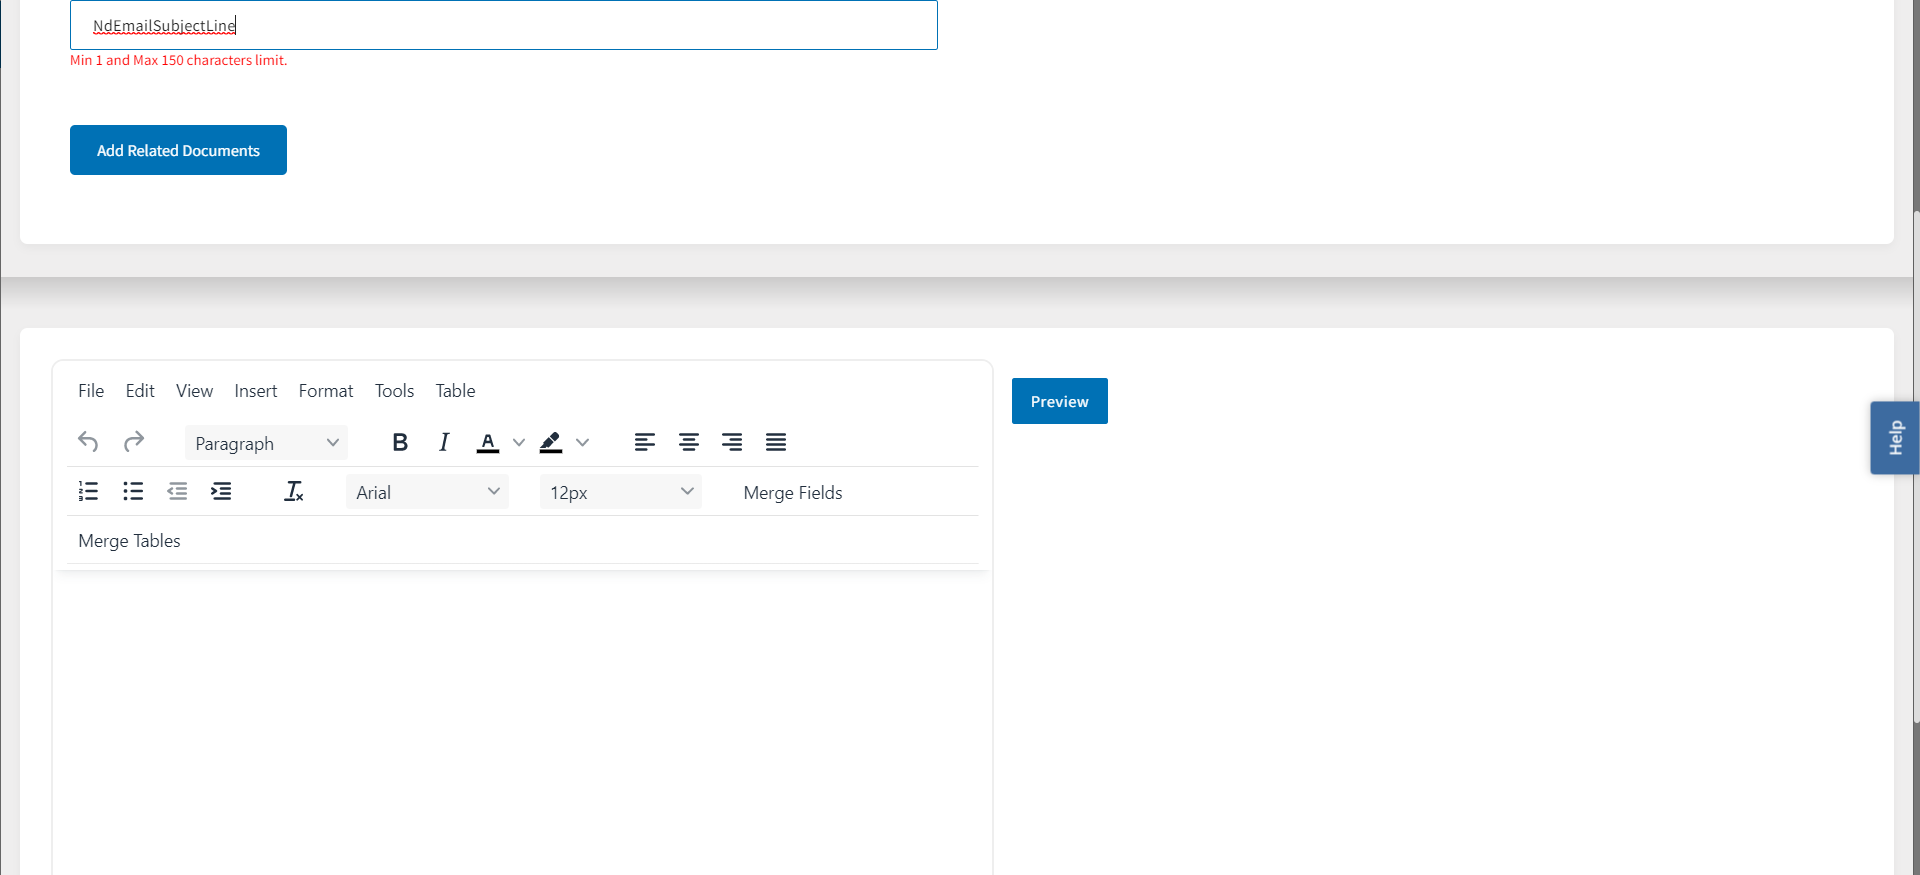 NdEmailSubjectLine
Min 1 and Max 150 characters limit.
Add Related Documents
File Edit View Insert Format Tools Table
Preview
Paragraph
Arial 12px Merge Fields
Merge Tables
Help